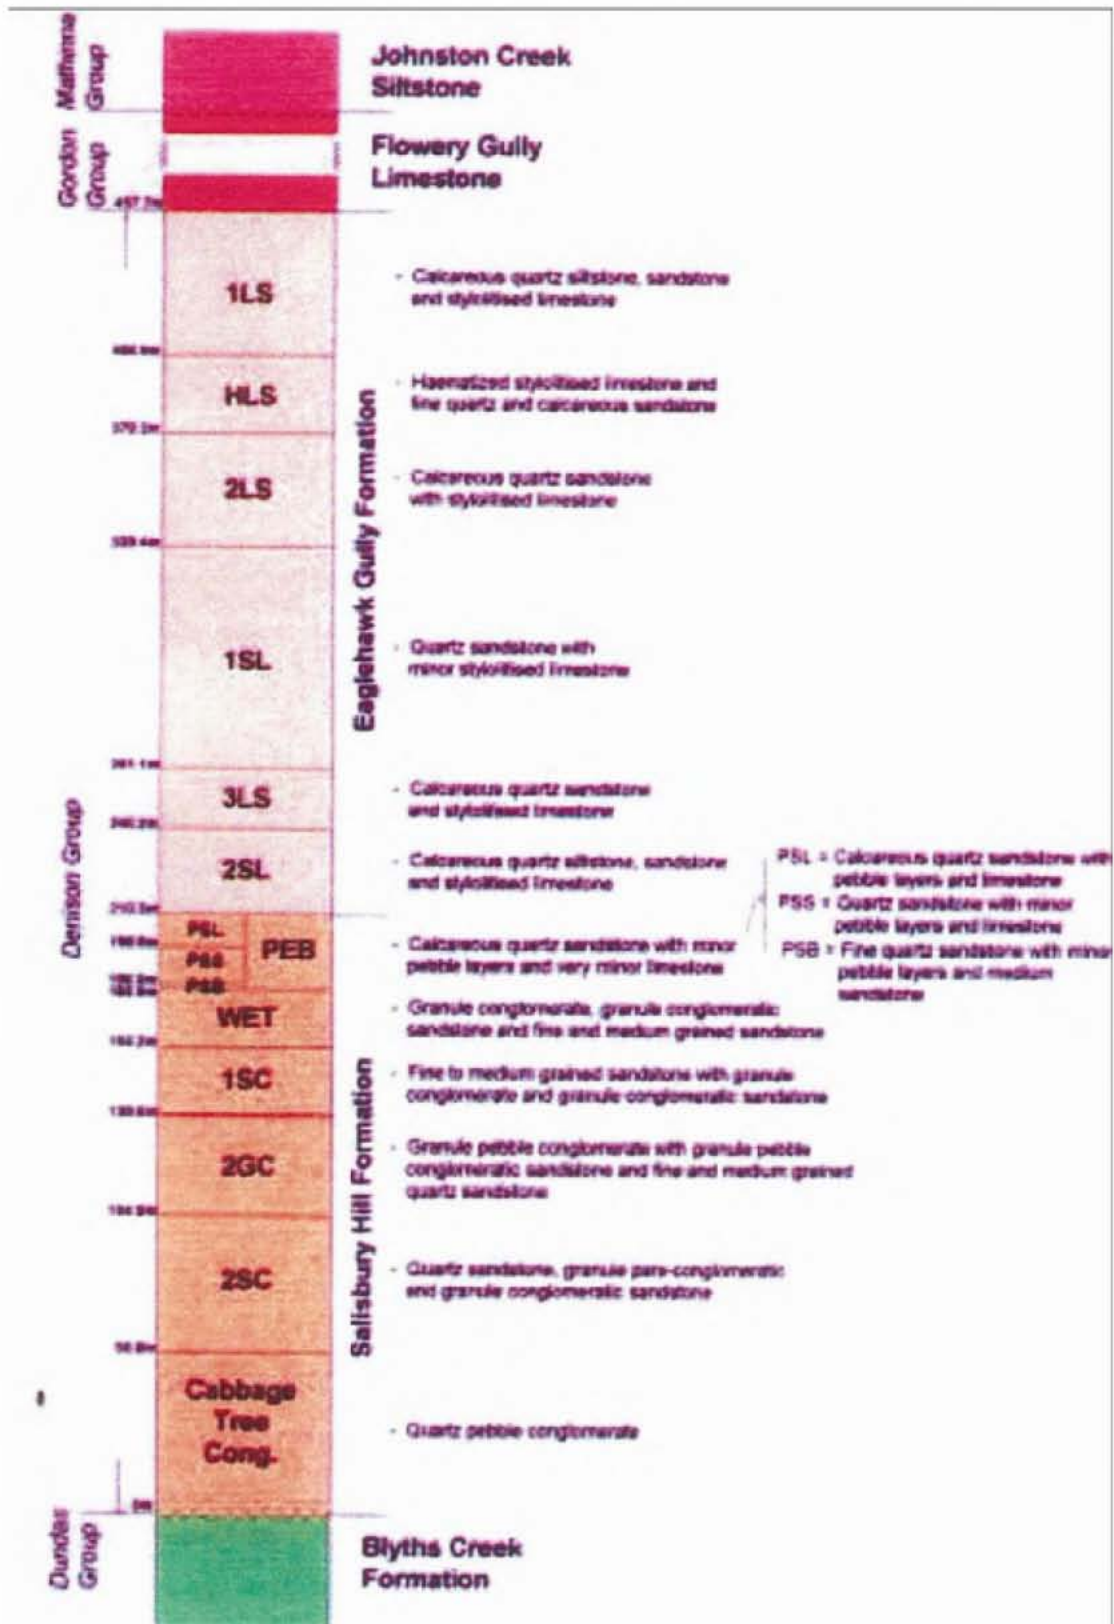 Mathinna
Group
Johnston Creek
Siltstone
Gordon
Group
Flowery Gully
Limestone
1LS
- Calcareous quartz siltstone, sandstone
and stylolitised limestone
HLS
- Haematized stylolitised limestone and
fine quartz and calcareous sandstone
2LS
- Calcareous quartz sandstone
with stylolitised limestone
Eaglehawk Gully Formation
1SL
- Quartz sandstone with
minor stylolitised limestone
3LS
- Calcareous quartz sandstone
and stylolitised limestone
Denison Group
2SL
- Calcareous quartz siltstone, sandstone
and stylolitised limestone
PSL = Calcareous quartz sandstone with
pebble layers and limestone
PSS = Quartz sandstone with minor
pebble layers and limestone
PSB = Fine quartz sandstone with minor
pebble layers and medium
sandstone
PSL
PSS
PSB
PEB
- Calcareous quartz sandstone with minor
pebble layers and very minor limestone
WET
- Granule conglomerate, granule conglomeratic
sandstone and fine and medium grained sandstone
1SC
- Fine to medium grained sandstone with granule
conglomerate and granule conglomeratic sandstone
Salisbury Hill Formation
2GC
- Granule pebble conglomerate with granule pebble
conglomeratic sandstone and fine and medium grained
quartz sandstone
2SC
- Quartz sandstone, granule para-conglomeratic
and granule conglomeratic sandstone
Cabbage
Tree
Cong.
- Quartz pebble conglomerate
0m
Dundas
Group
Blyths Creek
Formation